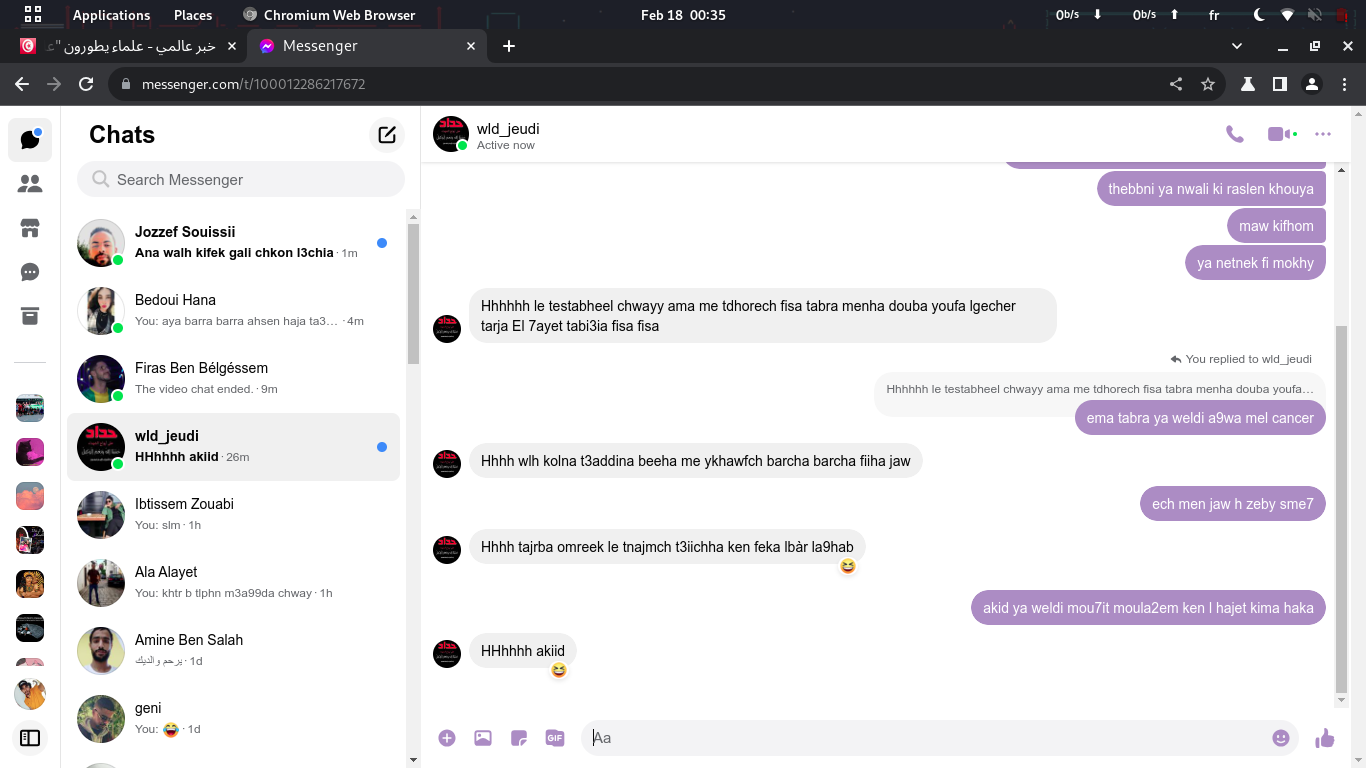 Applications
Places
Chromium Web Browser
Feb 18 00:35
0b/s
0b/s
fr
خبر عالمي - علماء يطورون "عا
Messenger
messenger.com/t/100012286217672
Chats
Search Messenger
Jozzef Souissii
Ana walh kifek gali chkon l3chia · 1m
Bedoui Hana
You: aya barra barra ahsen haja ta3... · 4m
Firas Ben Bélgéssem
The video chat ended. · 9m
wld_jeudi
HHhhhh akiid · 26m
Ibtissem Zouabi
You: slm · 1h
Ala Alayet
You: khtr b tlphn m3a99da chway · 1h
Amine Ben Salah
يرحم والديك · 1d
geni
You: 😂 · 1d
wld_jeudi
Active now
thebbni ya nwali ki raslen khouya
maw kifhom
ya netnek fi mokhy
Hhhhhh le testabheel chwayy ama me tdhorech fisa tabra menha douba youfa lgecher
tarja El 7ayet tabi3ia fisa fisa
You replied to wld_jeudi
Hhhhhh le testabheel chwayy ama me tdhorech fisa tabra menha douba youfa...
ema tabra ya weldi a9wa mel cancer
Hhhh wlh kolna t3addina beeha me ykhawfch barcha barcha fiiha jaw
ech men jaw h zeby sme7
Hhhh tajrba omreek le tnajmch t3iichha ken feka lbàr la9hab
😆
akid ya weldi mou7it moula2em ken l hajet kima haka
HHhhhh akiid
😆
GIF
Aa